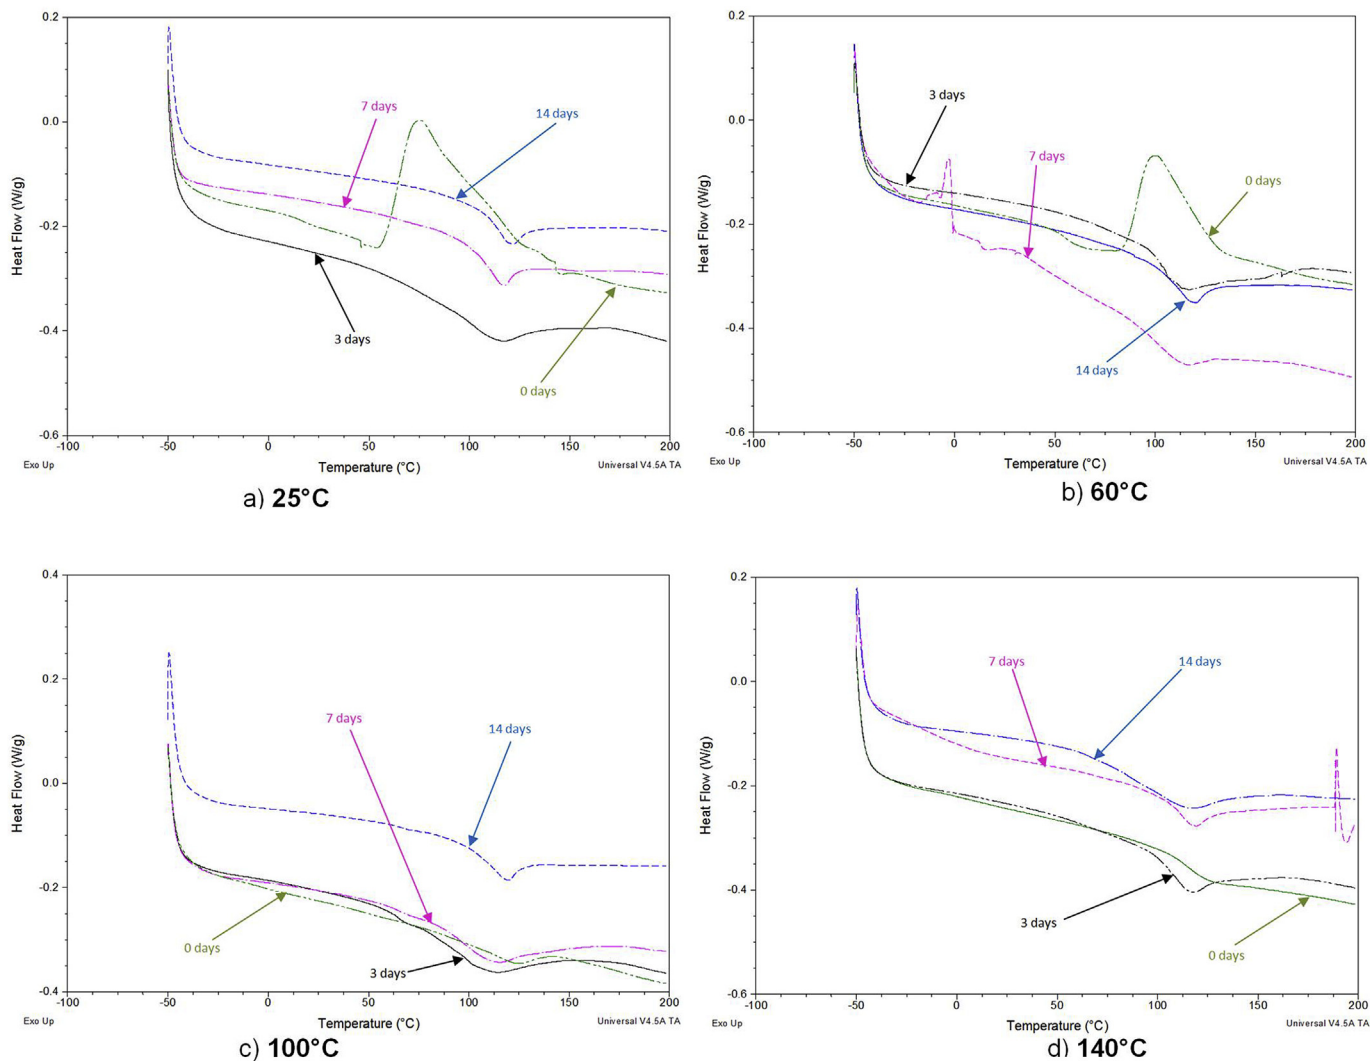 0.2
0.0
-0.2
-0.4
-0.6
Heat Flow (W/g)
7 days
14 days
3 days
0 days
-100
-50
0
50
100
150
200
Exo Up
Temperature (°C)
Universal V4.5A TA
a) 25°C
0.2
0.0
-0.2
-0.4
-0.6
Heat Flow (W/g)
3 days
7 days
0 days
14 days
-100
-50
0
50
100
150
200
Exo Up
Temperature (°C)
Universal V4.5A TA
b) 60°C
0.4
0.2
0.0
-0.2
-0.4
Heat Flow (W/g)
7 days
14 days
0 days
3 days
-100
-50
0
50
100
150
200
Exo Up
Temperature (°C)
Universal V4.5A TA
c) 100°C
0.2
0.0
-0.2
-0.4
-0.6
Heat Flow (W/g)
7 days
14 days
3 days
0 days
-100
-50
0
50
100
150
200
Exo Up
Temperature (°C)
Universal V4.5A TA
d) 140°C